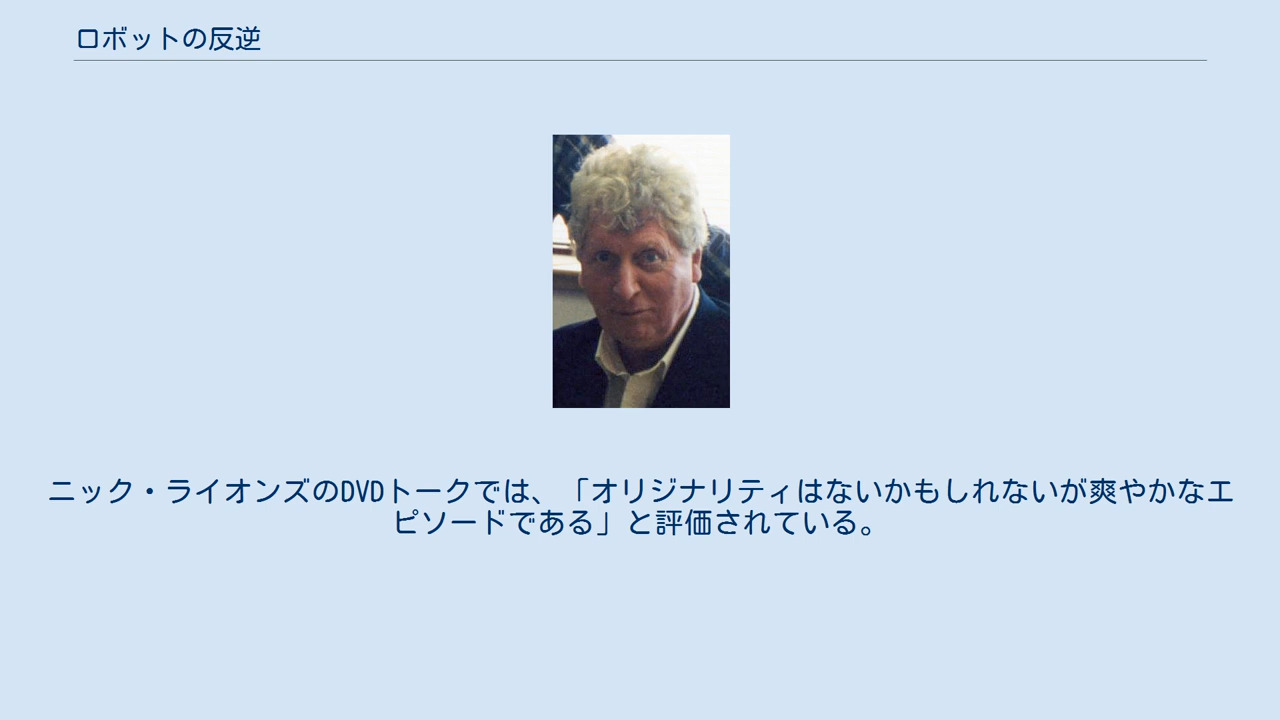 ロボットの反逆
ニック・ライオンズのDVDトークでは、「オリジナリティはないかもしれないが爽やかなエ
ピソードである」と評価されている。